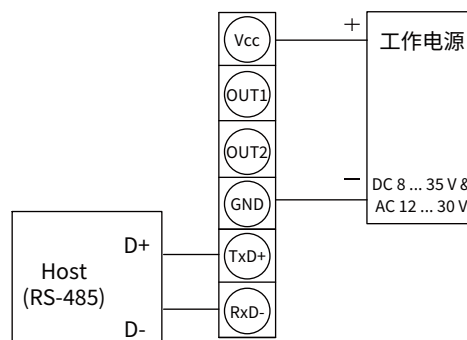 Vcc
+
工作电源
OUT1
OUT2
GND
−
DC 8 ... 35 V &
AC 12 ... 30 V
D+
TxD+
Host
(RS-485)
D-
RxD-